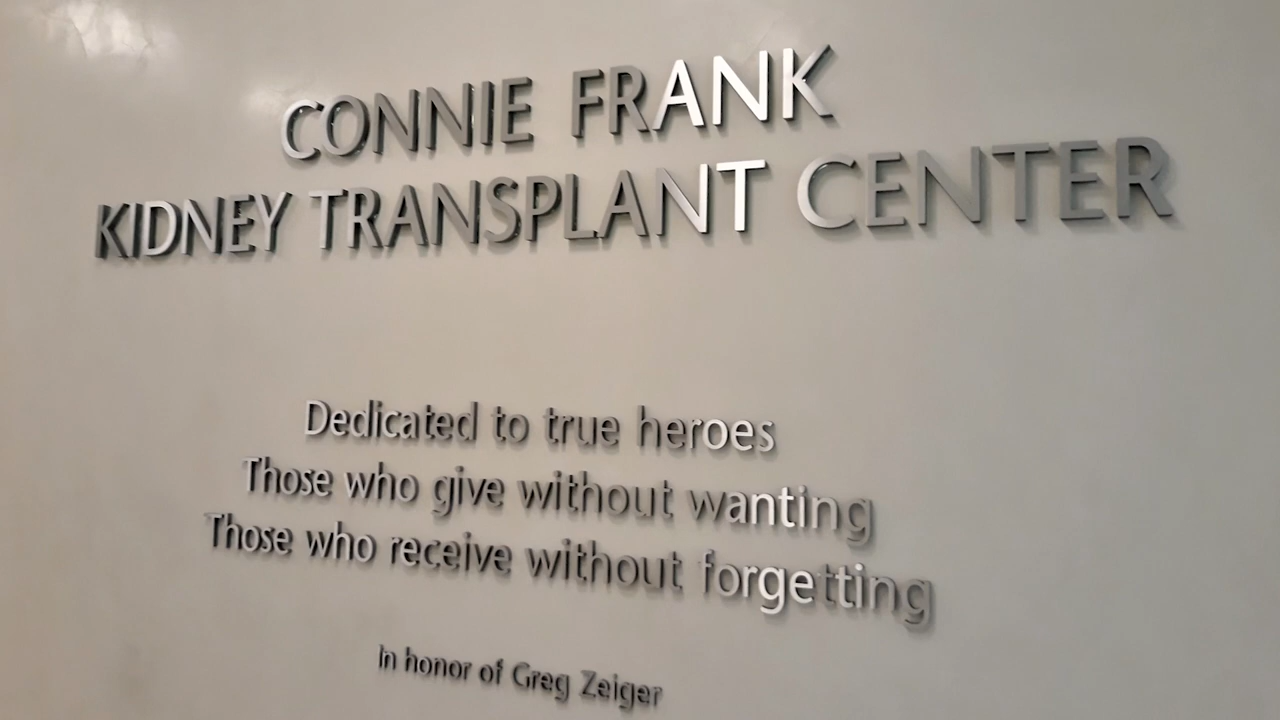 CONNIE FRANK
KIDNEY TRANSPLANT CENTER
Dedicated to true heroes
Those who give without wanting
Those who receive without forgetting
In honor of Greg Zeiger